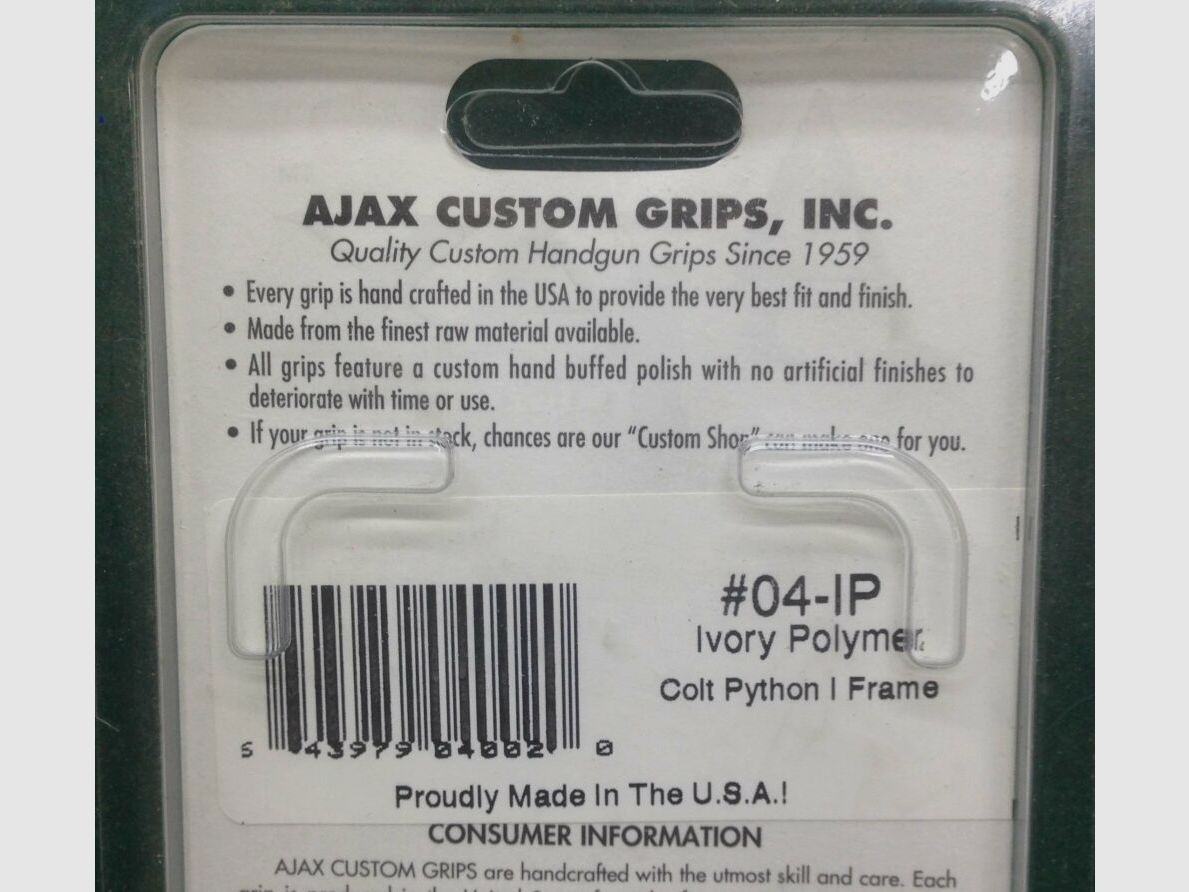 AJAX CUSTOM GRIPS, INC.
Quality Custom Handgun Grips Since 1959
• Every grip is hand crafted in the USA to provide the very best fit and finish.
• Made from the finest raw material available.
• All grips feature a custom hand buffed polish with no artificial finishes to
deteriorate with time or use.
• If your grip is not in stock, chances are our “Custom Shop” can make one for you.
#04-IP
Ivory Polymer
Colt Python I Frame
43979 04002 0
Proudly Made In The U.S.A.!
CONSUMER INFORMATION
AJAX CUSTOM GRIPS are handcrafted with the utmost skill and care. Each